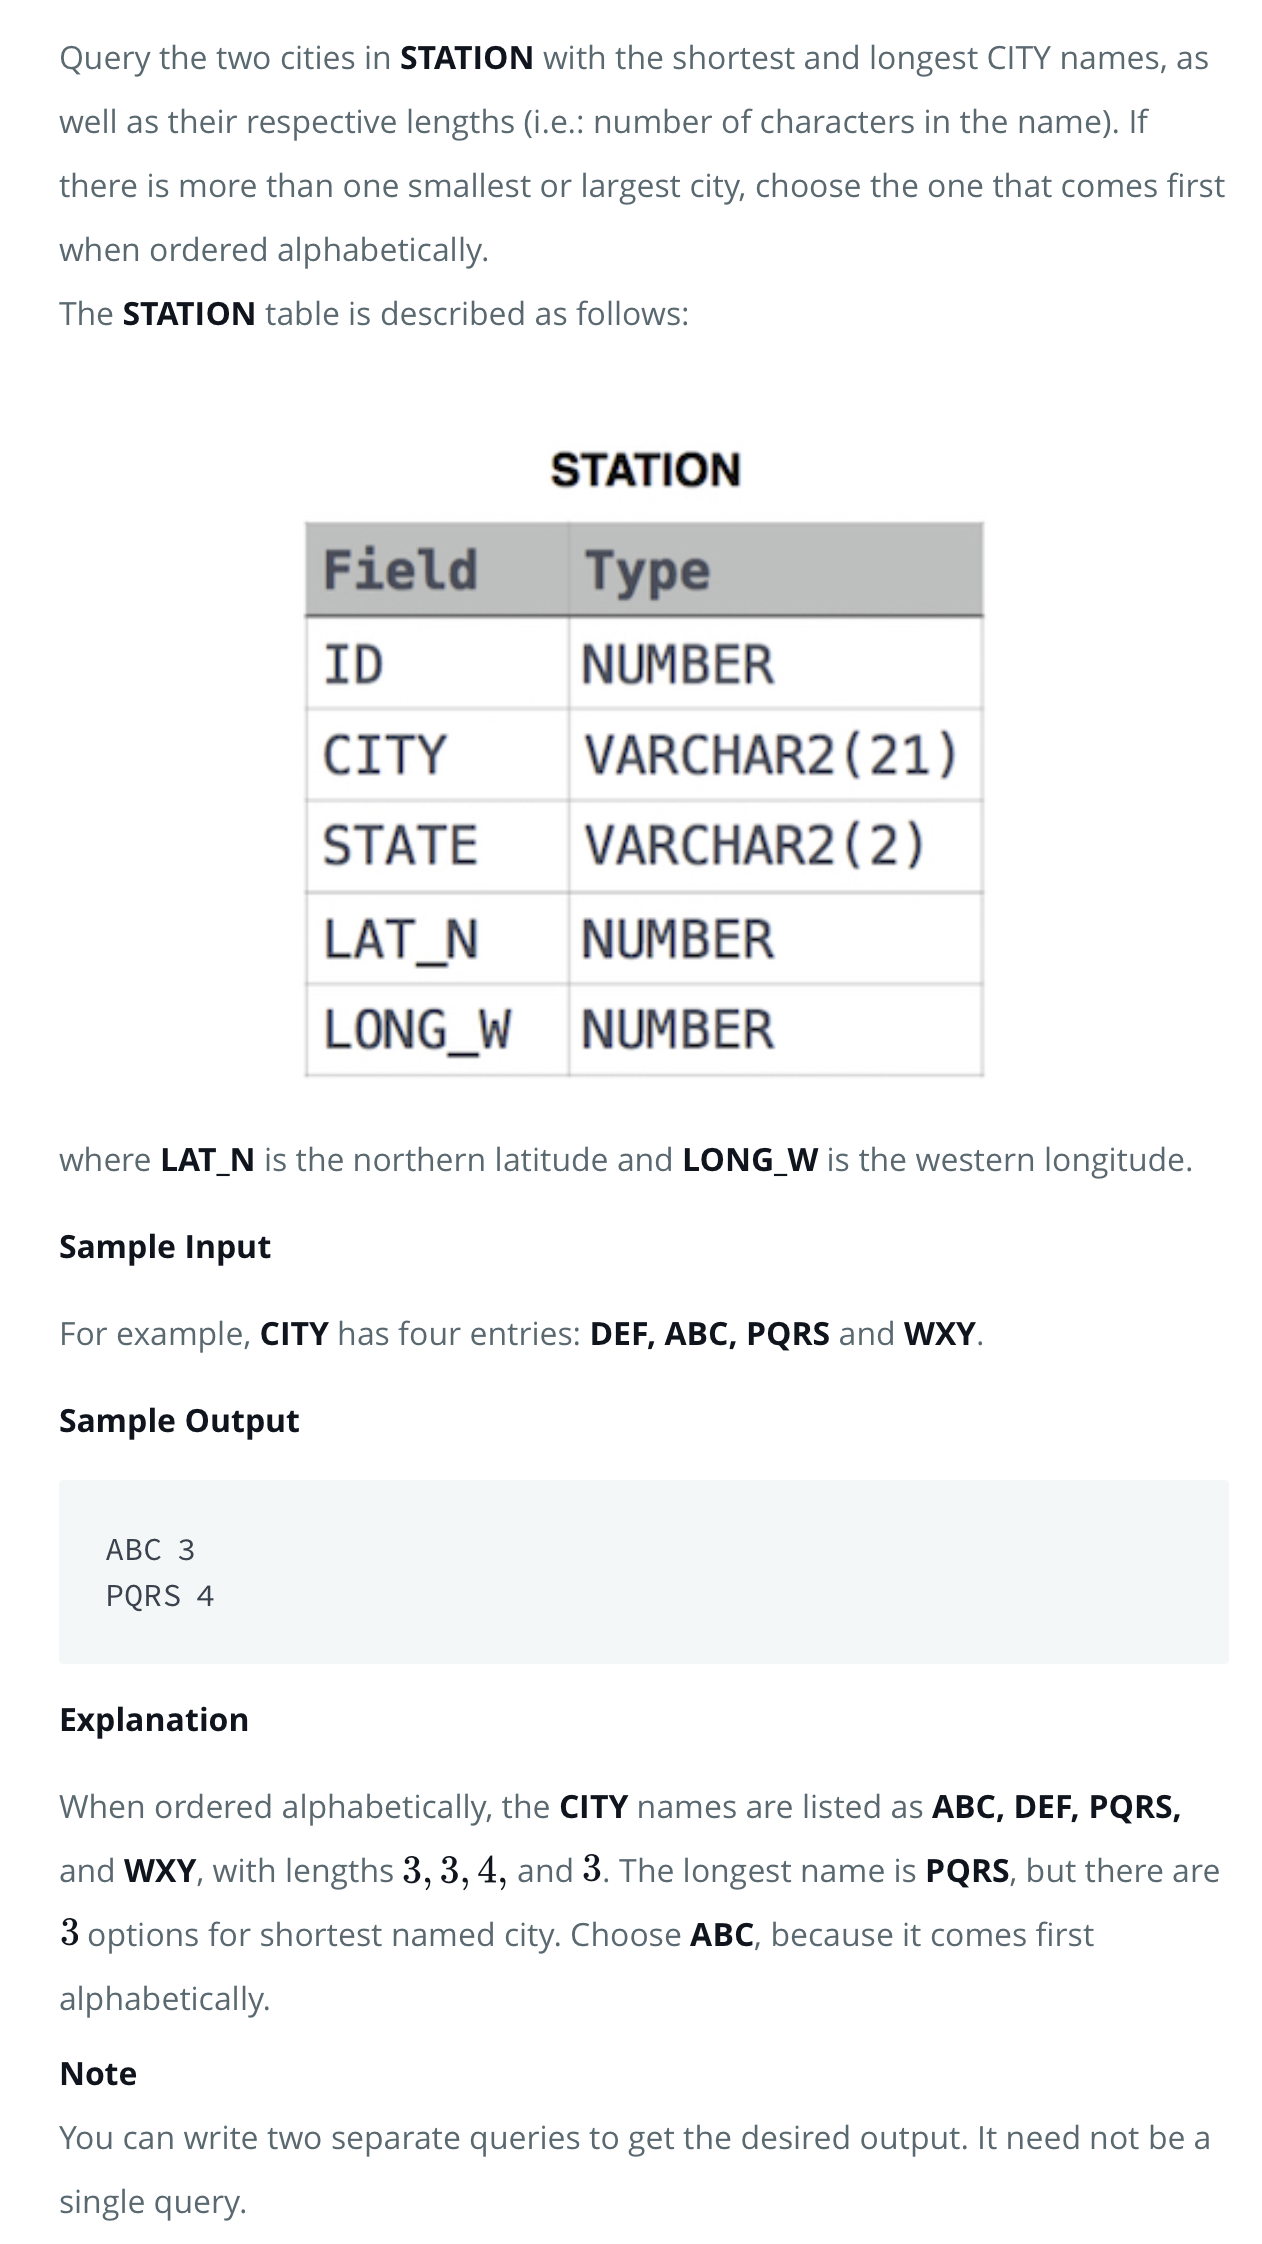 Query the two cities in STATION with the shortest and longest CITY names, as
well as their respective lengths (i.e.: number of characters in the name). If
there is more than one smallest or largest city, choose the one that comes first
when ordered alphabetically.
The STATION table is described as follows:
STATION
Field Type
ID NUMBER
CITY VARCHAR2(21)
STATE VARCHAR2(2)
LAT_N NUMBER
LONG_W NUMBER
where LAT_N is the northern latitude and LONG_W is the western longitude.
Sample Input
For example, CITY has four entries: DEF, ABC, PQRS and WXY.
Sample Output
ABC 3
PQRS 4
Explanation
When ordered alphabetically, the CITY names are listed as ABC, DEF, PQRS,
and WXY, with lengths 3, 3, 4, and 3. The longest name is PQRS, but there are
3 options for shortest named city. Choose ABC, because it comes first
alphabetically.
Note
You can write two separate queries to get the desired output. It need not be a
single query.